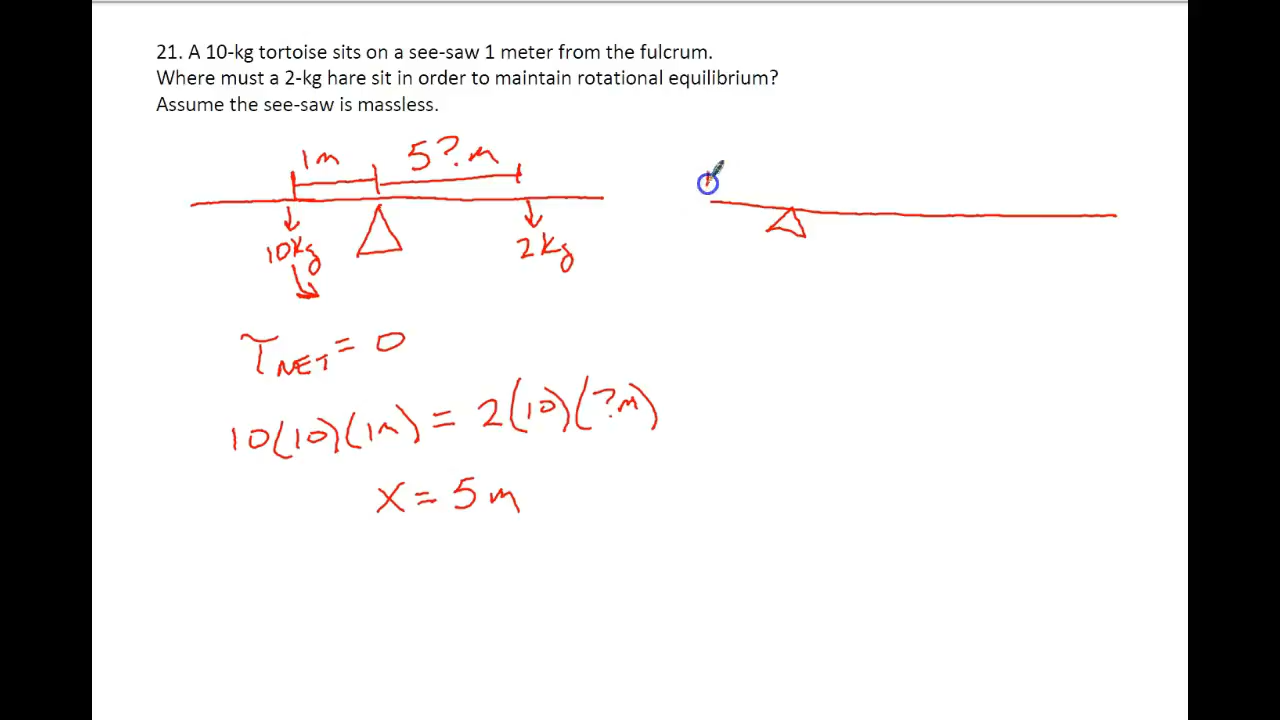 21. A 10-kg tortoise sits on a see-saw 1 meter from the fulcrum.
Where must a 2-kg hare sit in order to maintain rotational equilibrium?
Assume the see-saw is massless.
1m 5?m
10kg 2kg
τNET = 0
10(10)(1m) = 2(10)(?m)
x = 5m